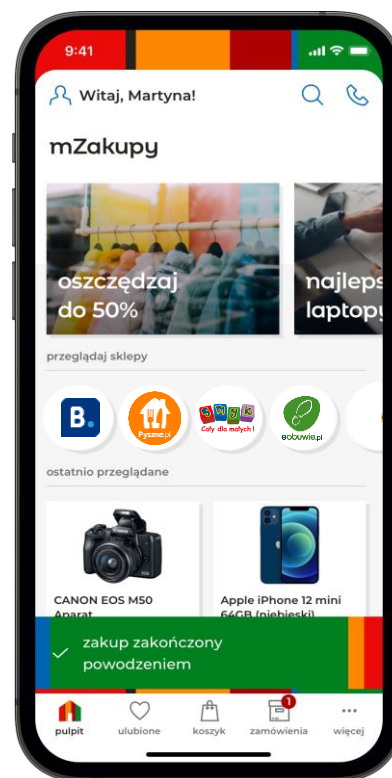 9:41
Witaj, Martyna!
mZakupy
oszczędzaj
do 50%
najleps
laptopy
przeglądaj sklepy
B.
Pyszne.pl
SMYK
Cały dla małych!
eobuwie.pl
ostatnio przeglądane
CANON EOS M50
Aparat
Apple iPhone 12 mini
64GB (niebieski)
zakup zakończony
powodzeniem
1
pulpit
ulubione
koszyk
zamówienia
więcej